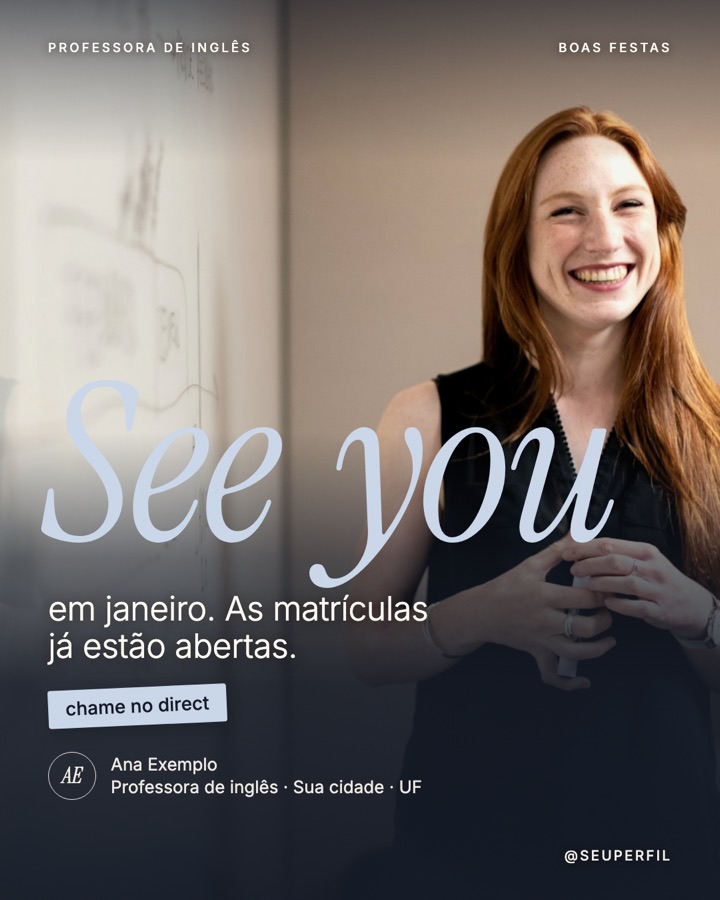 PROFESSORA DE INGLÊS
BOAS FESTAS
See you
em janeiro. As matrículas
já estão abertas.
chame no direct
AE
Ana Exemplo
Professora de inglês · Sua cidade · UF
@SEUPERFIL